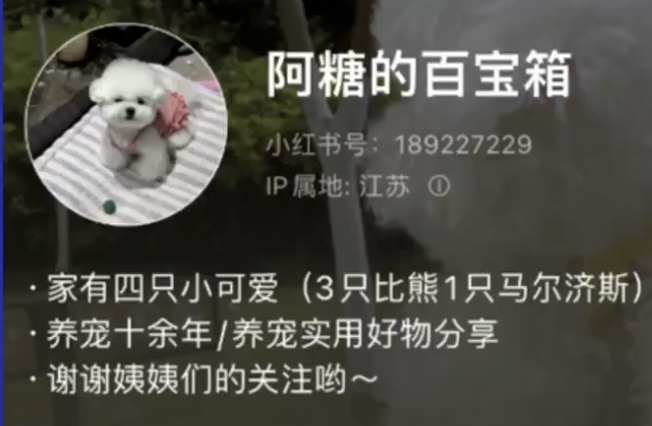 阿糖的百宝箱
小红书号：189227229
IP属地：江苏
· 家有四只小可爱（3只比熊1只马尔济斯）
· 养宠十余年/养宠实用好物分享
· 谢谢姨姨们的关注哟～